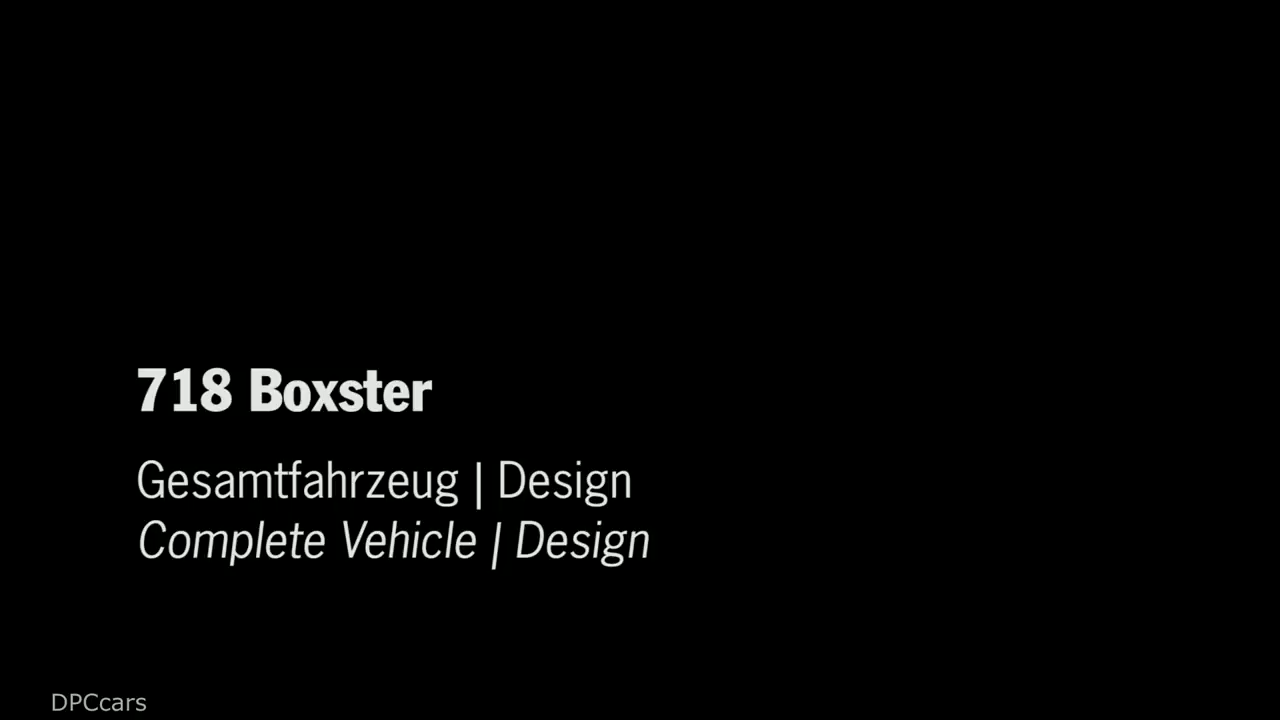 718 Boxster
Gesamtfahrzeug | Design
Complete Vehicle | Design
DPCcars